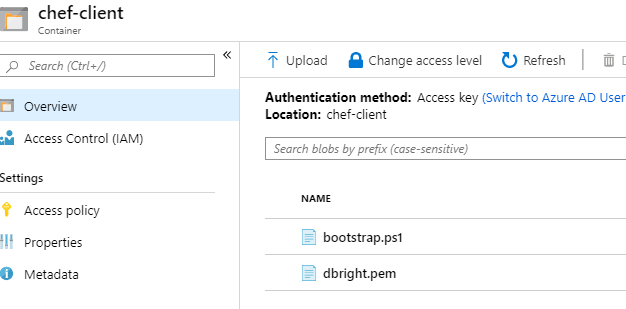 chef-client
Container
«
Search (Ctrl+/)
Overview
Access Control (IAM)
Settings
Access policy
Properties
Metadata
Upload
Change access level
Refresh
Authentication method: Access key (Switch to Azure AD User
Location: chef-client
Search blobs by prefix (case-sensitive)
NAME
bootstrap.ps1
dbright.pem